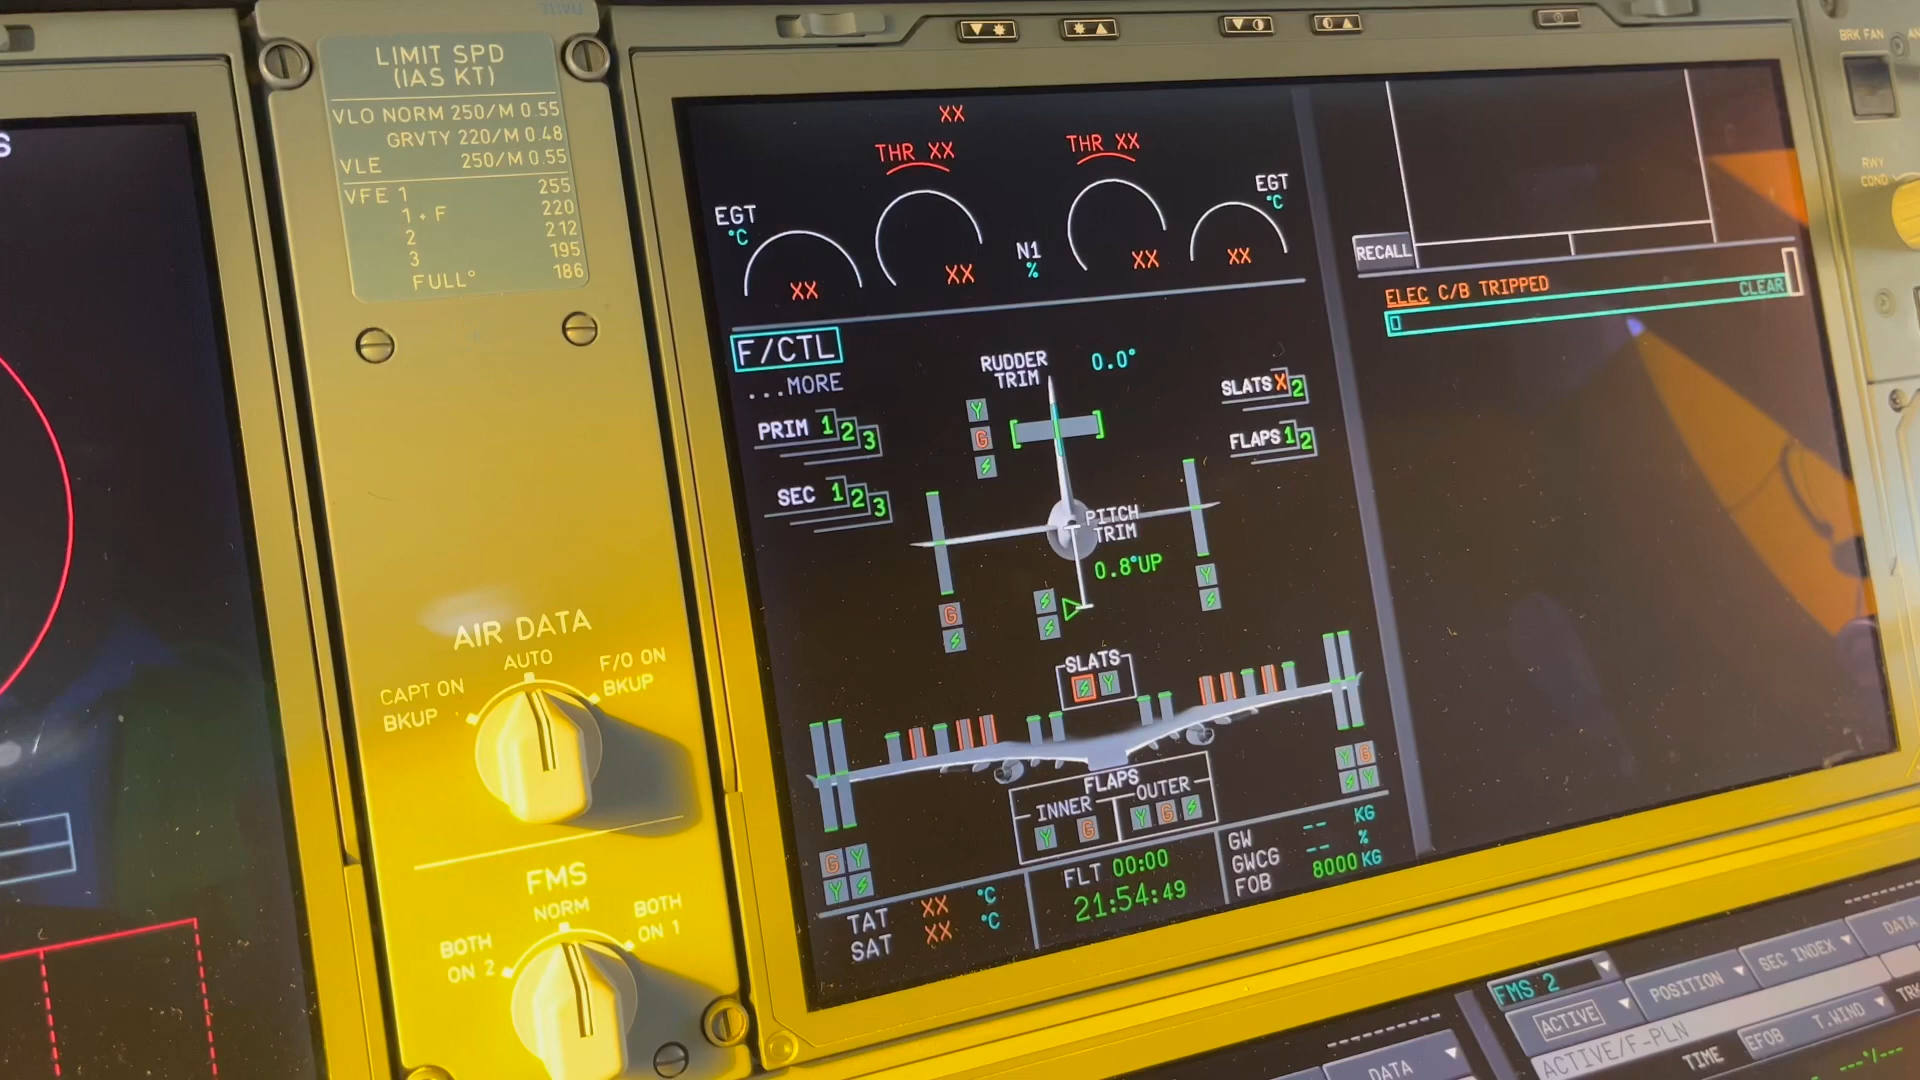 LIMIT SPD
(IAS KT)
VLO NORM 250/M 0.55
GRVTY 220/M 0.48
VLE 250/M 0.55
VFE 1 255
1+F 220
2 212
3 195
FULL° 186
AIR DATA
AUTO
CAPT ON
BKUP
F/O ON
BKUP
FMS
NORM
BOTH
ON 2
BOTH
ON 1
XX
THR XX
THR XX
EGT
°C
XX
XX
N1
%
XX
XX
EGT
°C
F/CTL
...MORE
PRIM 1 2 3
SEC 1 2 3
RUDDER
TRIM
0.0°
SLATS X 2
FLAPS 1 2
Y
G
PITCH
TRIM
0.8°UP
G
Y
SLATS
Y
FLAPS
INNER
OUTER
Y G
Y G
G Y
Y
Y G
Y
TAT XX °C
SAT XX °C
FLT 00:00
21:54:49
GW -- KG
GWCG -- %
FOB 8000 KG
RECALL
ELEC C/B TRIPPED
CLEAR
BRK FAN
RWY
COND
FMS 2
ACTIVE
POSITION
SEC INDEX
DATA
ACTIVE/F-PLN
TIME
EFOB
T.WIND
TRK
DATA